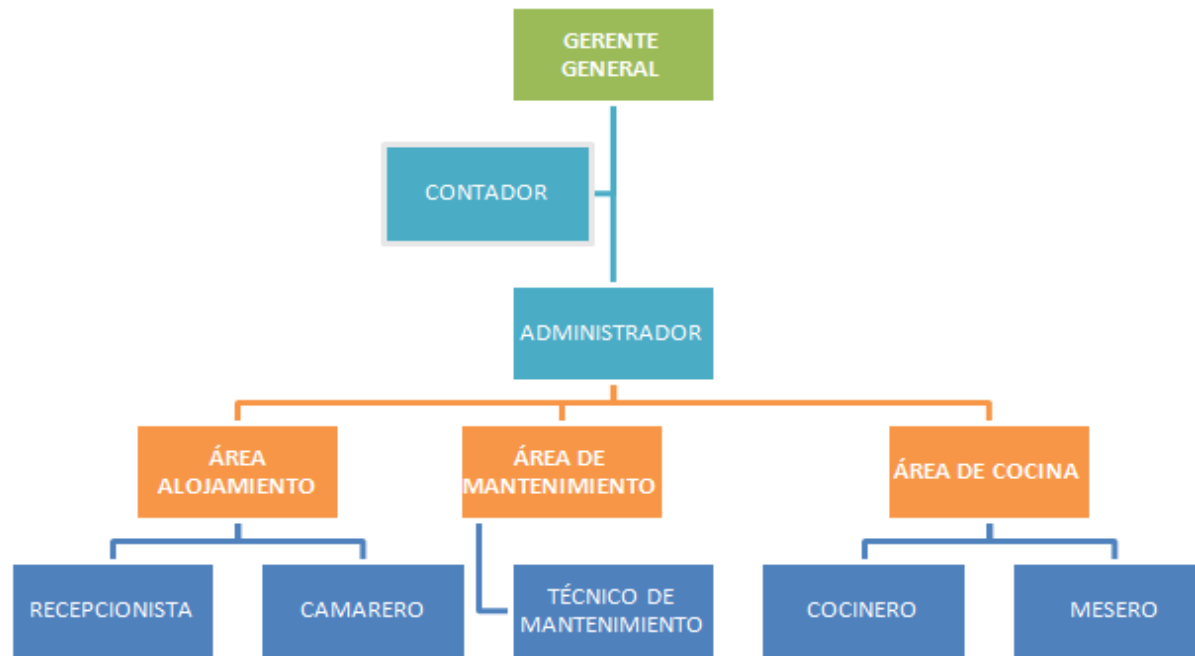 GERENTE
GENERAL
CONTADOR
ADMINISTRADOR
ÁREA
ALOJAMIENTO
ÁREA DE
MANTENIMIENTO
ÁREA DE COCINA
RECEPCIONISTA
CAMARERO
TÉCNICO DE
MANTENIMIENTO
COCINERO
MESERO